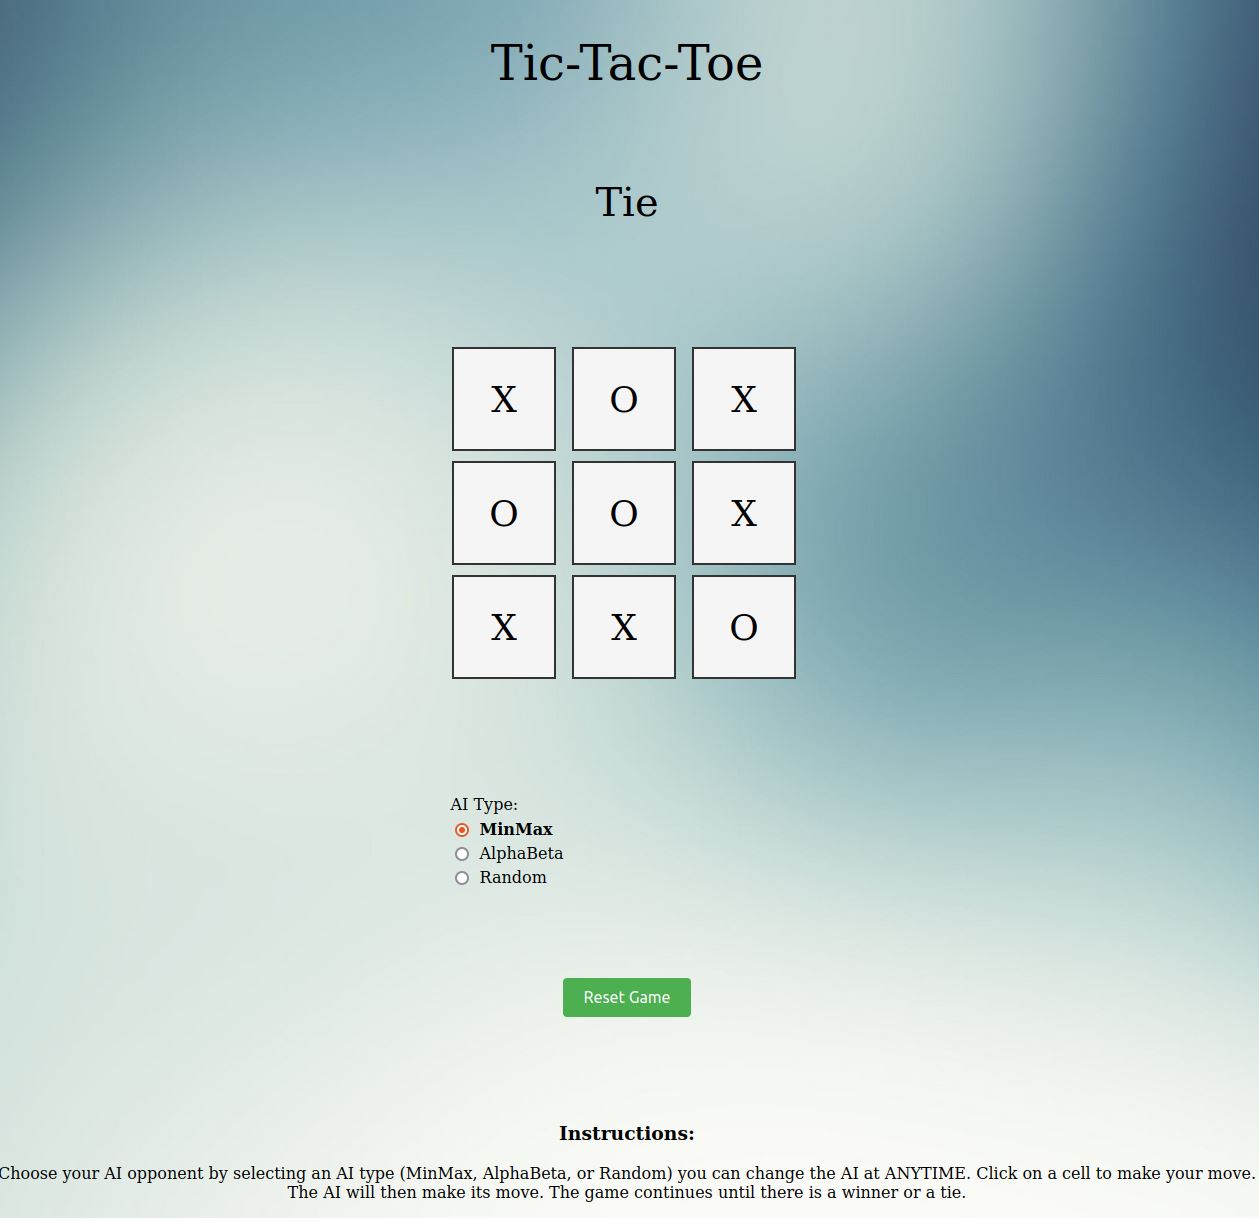 Tic-Tac-Toe
Tie
X O X
O O X
X X O
AI Type:
MinMax
AlphaBeta
Random
Reset Game
Instructions:
Choose your AI opponent by selecting an AI type (MinMax, AlphaBeta, or Random) you can change the AI at ANYTIME. Click on a cell to make your move.
The AI will then make its move. The game continues until there is a winner or a tie.